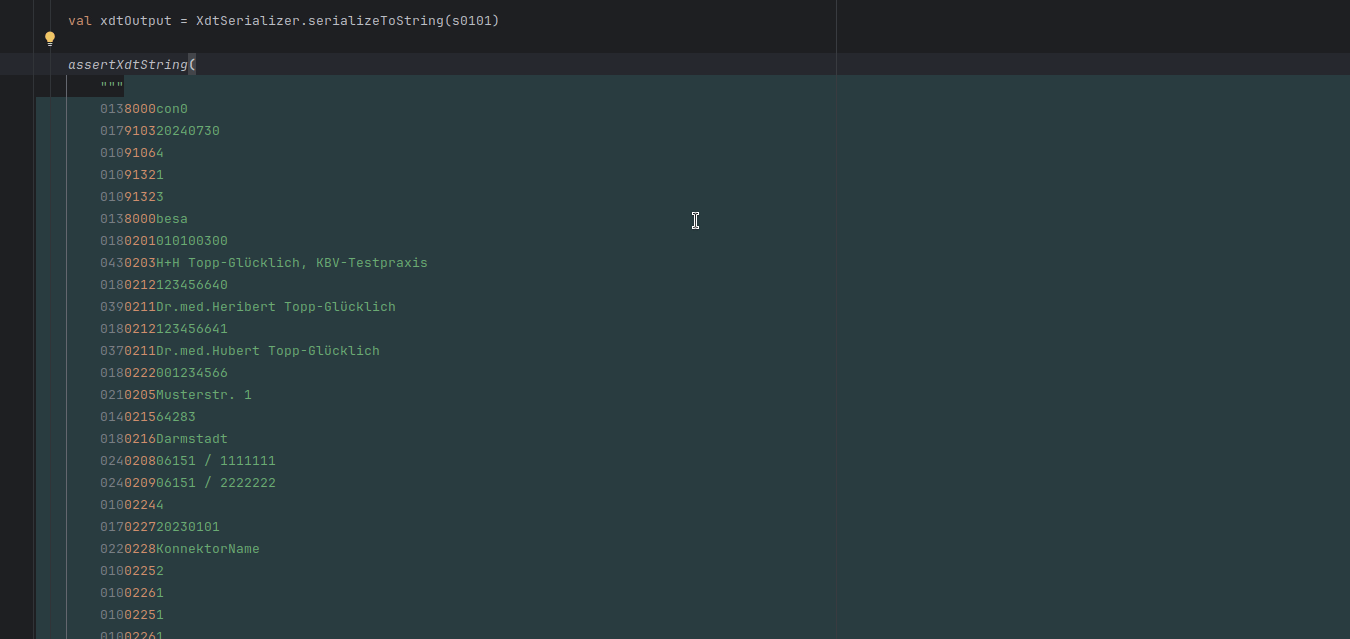 val xdtOutput = XdtSerializer.serializeToString(s0101)
assertXdtString(
"""
0138000con0
017910320240730
01091064
01091321
01091323
0138000besa
0180201010100300
0430203H+H Topp-Glücklich, KBV-Testpraxis
0180212123456640
0390211Dr.med.Heribert Topp-Glücklich
0180212123456641
0370211Dr.med.Hubert Topp-Glücklich
0180222001234566
0210205Musterstr. 1
014021564283
0180216Darmstadt
024020806151 / 1111111
024020906151 / 2222222
01002244
017022720230101
0220228KonnektorName
01002252
01002261
01002251
01002261